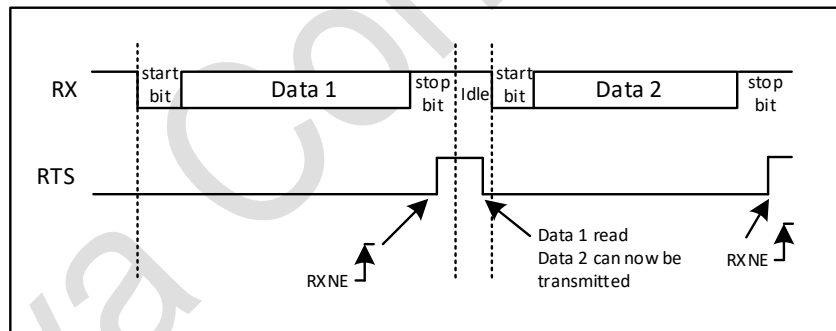 RX
start
bit
Data 1
stop
bit
Idle
start
bit
Data 2
stop
bit
RTS
RXNE
Data 1 read
Data 2 can now be
transmitted
RXNE